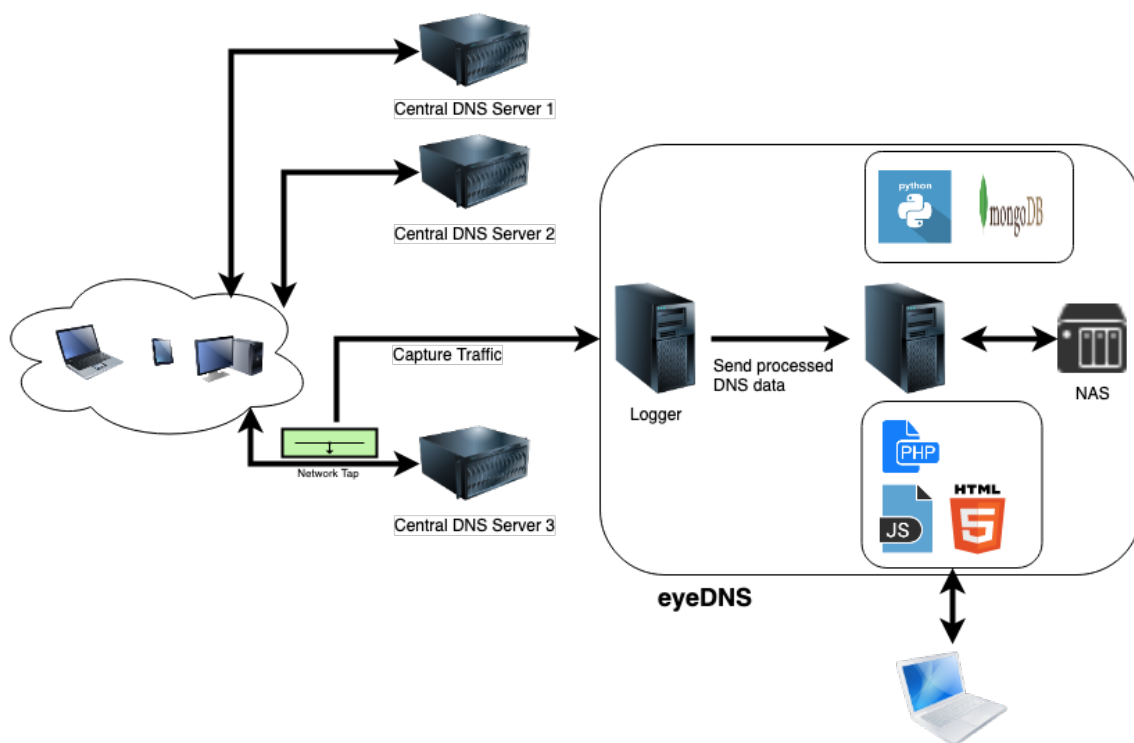 Central DNS Server 1
Central DNS Server 2
python
mongoDB
Capture Traffic
Send processed
DNS data
Logger
NAS
Network Tap
Central DNS Server 3
PHP
JS
HTML
5
eyeDNS